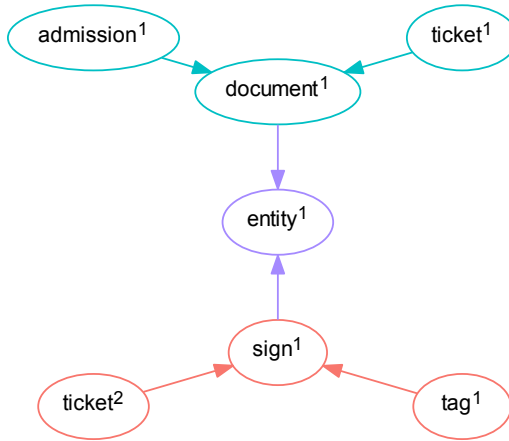 admission¹
ticket¹
document¹
entity¹
sign¹
ticket²
tag¹